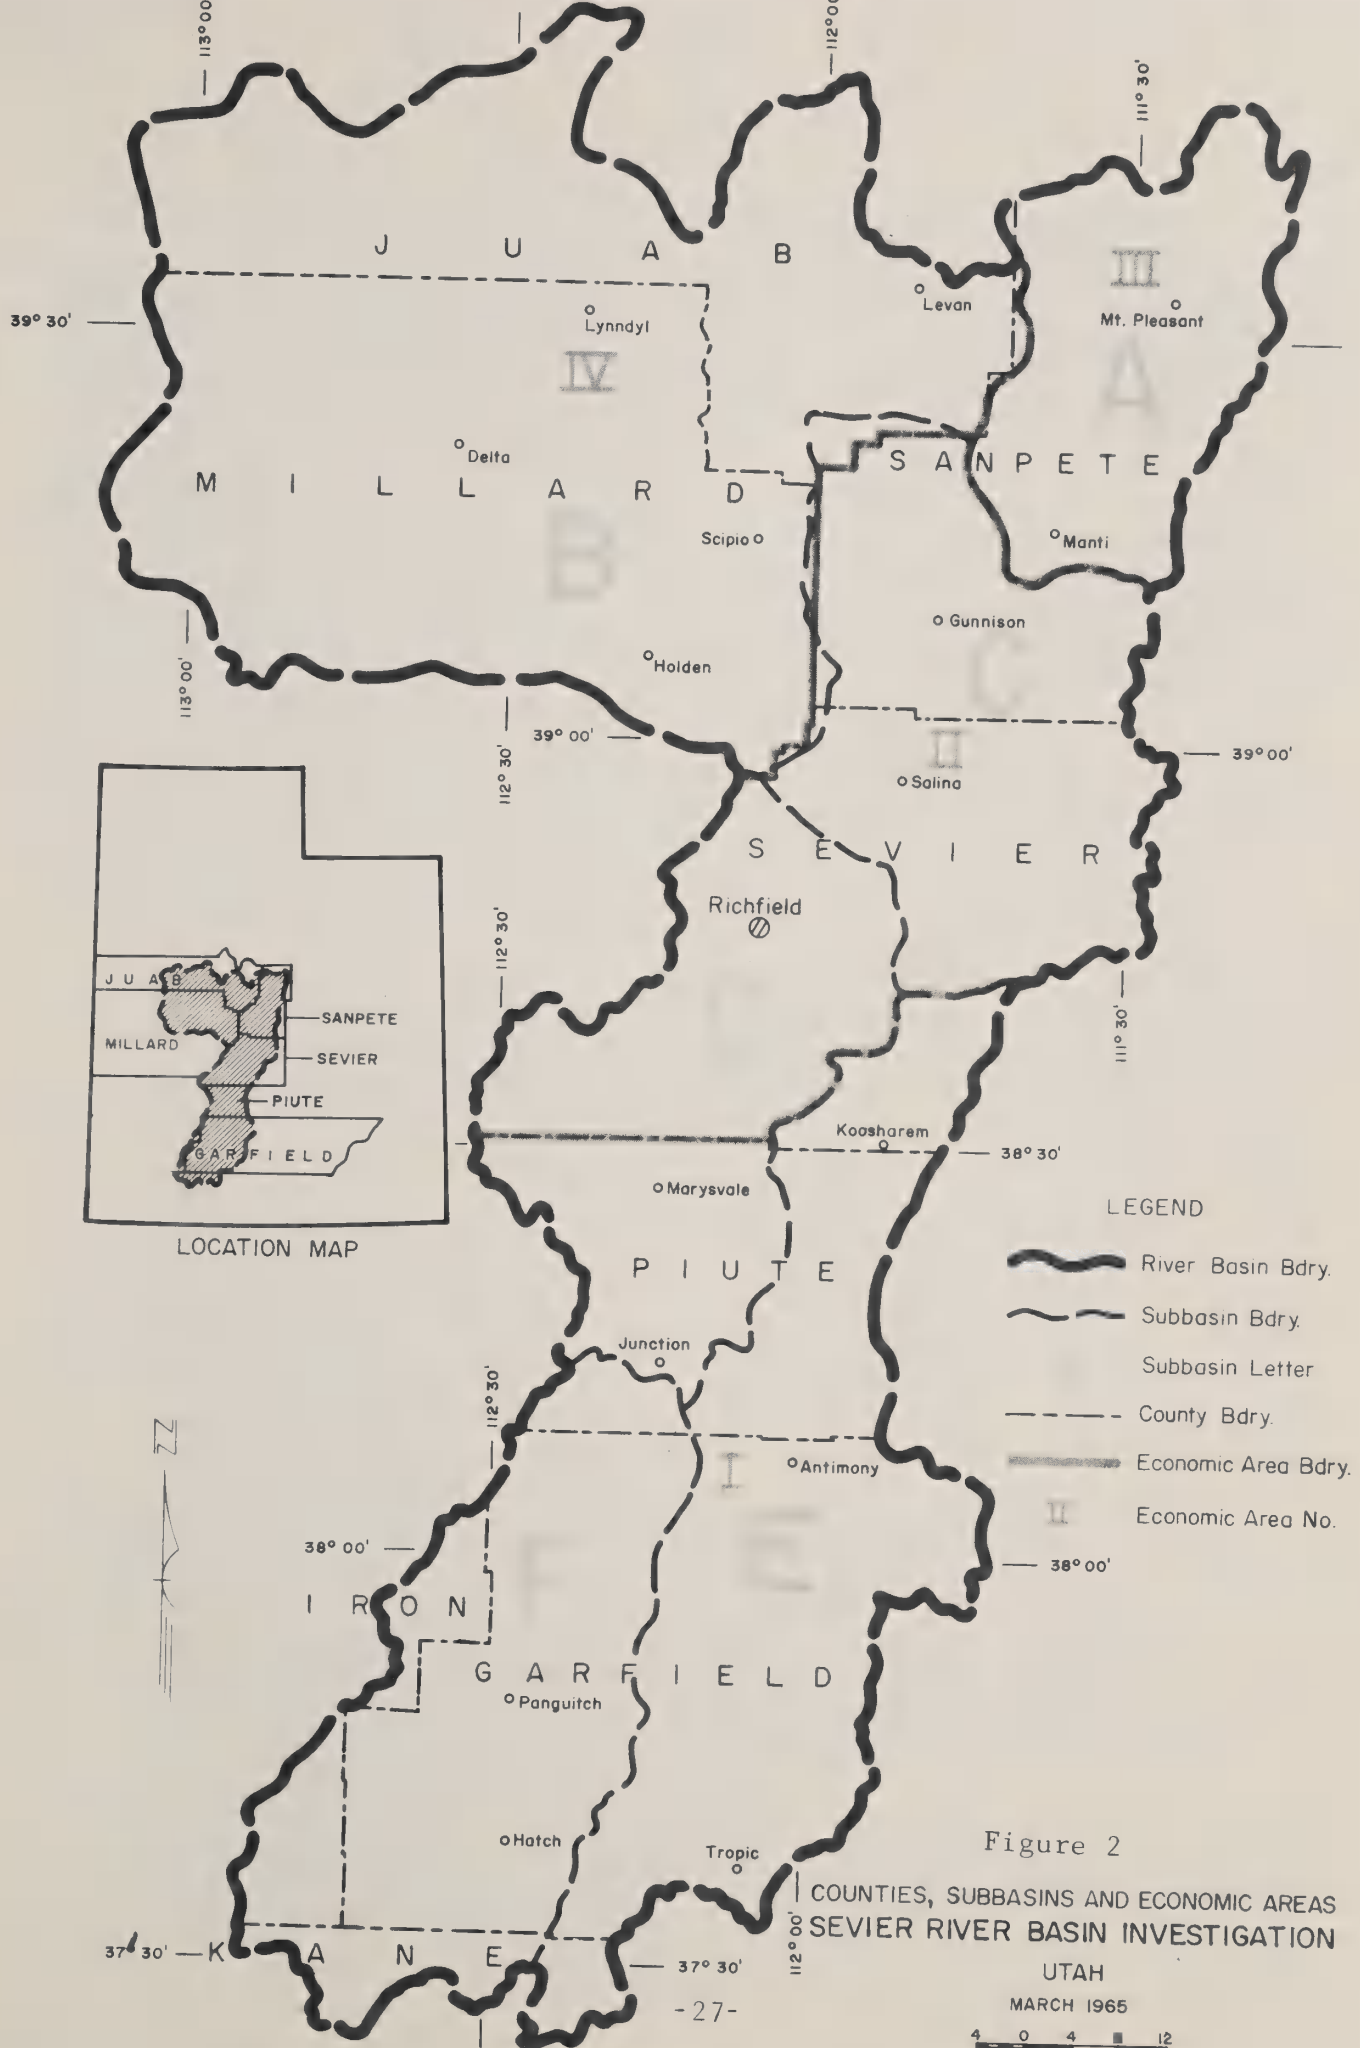 113° 00'
112° 00'
111° 30'
J U A B
III
Levan
Mt. Pleasant
39° 30'
Lynndyl
IV
A
Delta
S A N P E T E
M I L L A R D
Scipio
Manti
B
Gunnison
C
Holden
113° 00'
112° 30'
39° 00'
II
39° 00'
Salina
S E V I E R
Richfield
112° 30'
111° 30'
J U A B
SANPETE
MILLARD
SEVIER
PIUTE
G A R F I E L D
LOCATION MAP
Koosharem
38° 30'
Marysvale
P I U T E
Junction
112° 30'
LEGEND
River Basin Bdry.
Subbasin Bdry.
Subbasin Letter
County Bdry.
Economic Area Bdry.
II Economic Area No.
I
Antimony
38° 00'
F
E
38° 00'
I R O N
G A R F I E L D
Panguitch
Hatch
Tropic
37° 30'
K A N E
37° 30'
112° 00'
Figure 2
COUNTIES, SUBBASINS AND ECONOMIC AREAS
SEVIER RIVER BASIN INVESTIGATION
UTAH
MARCH 1965
4 0 4 8 12
-27-